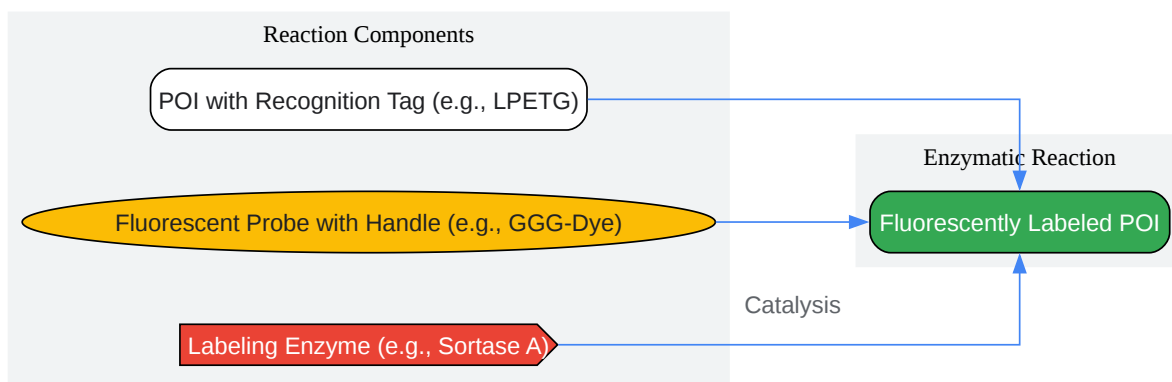 Reaction Components
POI with Recognition Tag (e.g., LPETG)
Enzymatic Reaction
Fluorescent Probe with Handle (e.g., GGG-Dye)
Fluorescently Labeled POI
Catalysis
Labeling Enzyme (e.g., Sortase A)